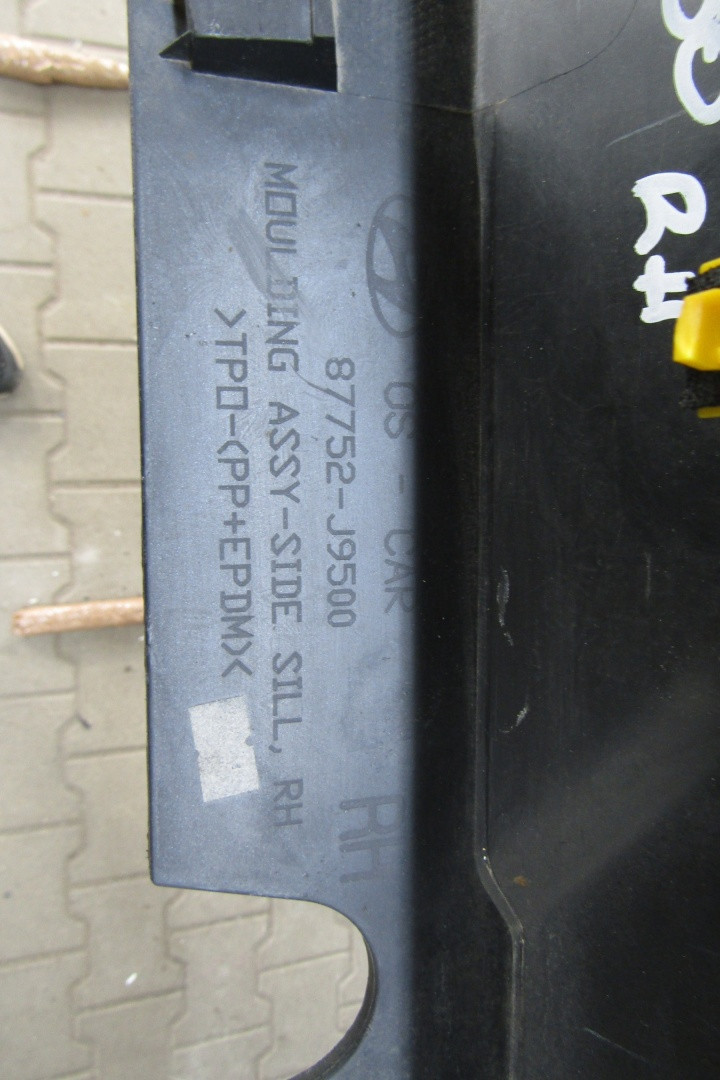 OS - CAR
87752-J9500
MOULDING ASSY-SIDE SILL, RH
>TPO-(PP+EPDM)<
RH
RH